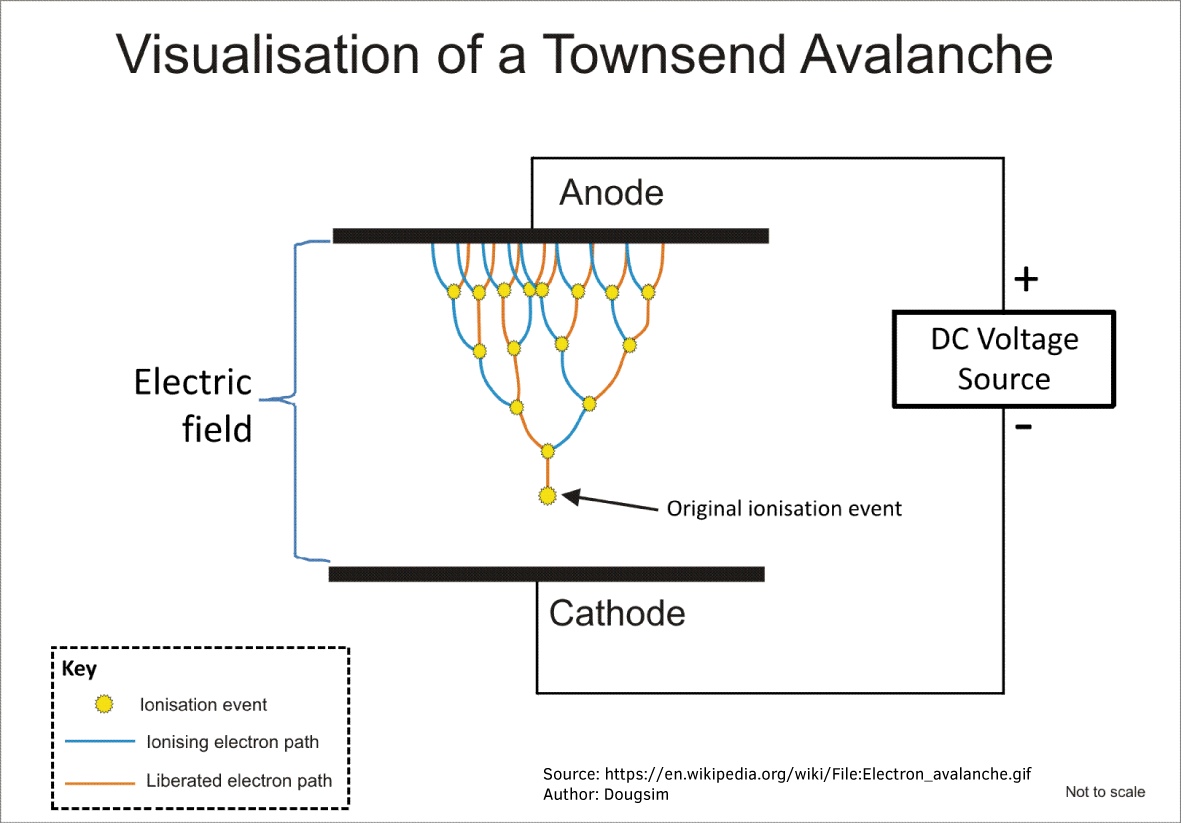 Visualisation of a Townsend Avalanche
Anode
+
DC Voltage
Source
-
Electric
field
Original ionisation event
Cathode
Key
Ionisation event
Ionising electron path
Liberated electron path
Source: https://en.wikipedia.org/wiki/File:Electron_avalanche.gif
Author: Dougsim
Not to scale